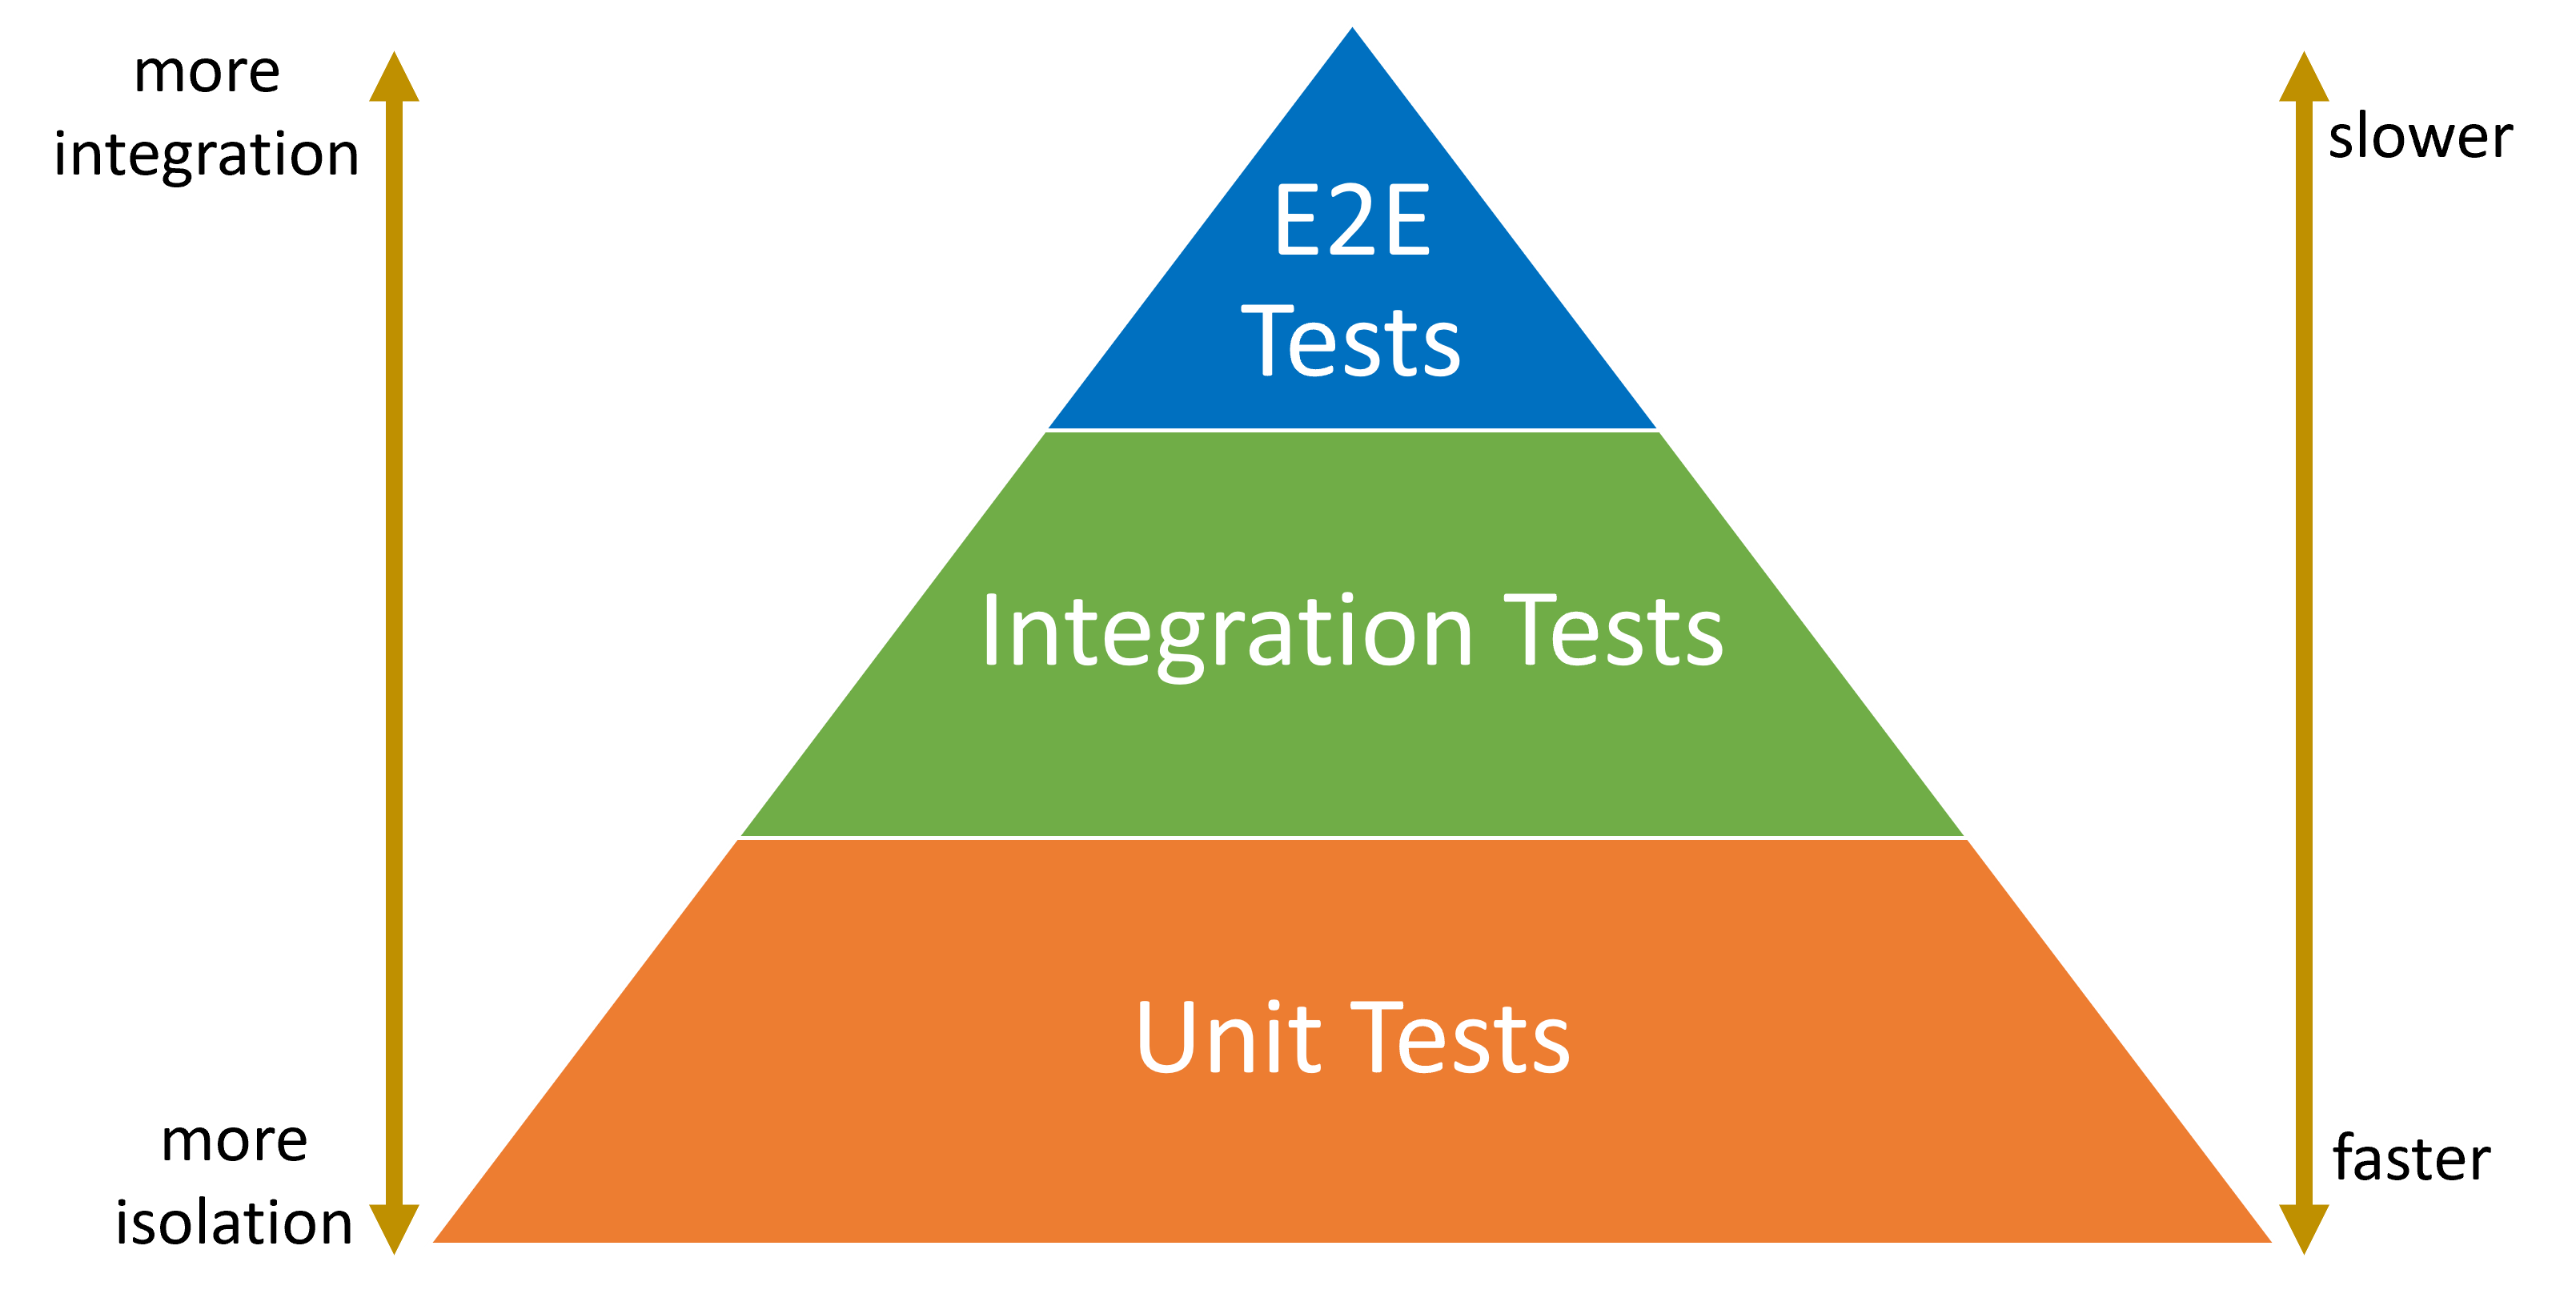 more
integration
slower
E2E
Tests
Integration Tests
Unit Tests
more
isolation
faster